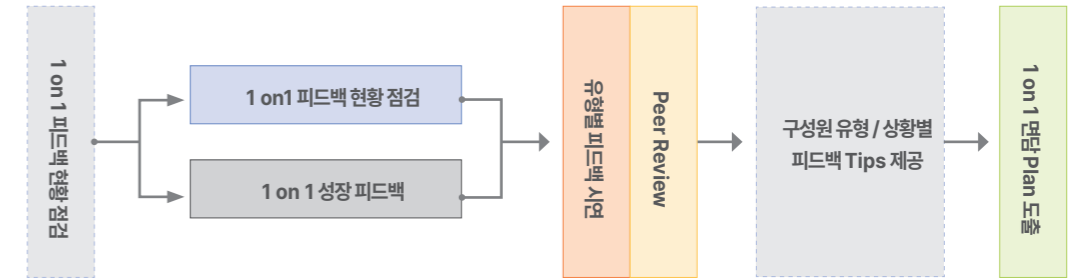 1 on 1 피드백 현황 점검
1 on1 피드백 현황 점검
1 on 1 성장 피드백
유형별 피드백 시연
Peer Review
구성원 유형 / 상황별
피드백 Tips 제공
1 on 1 면담 Plan 도출